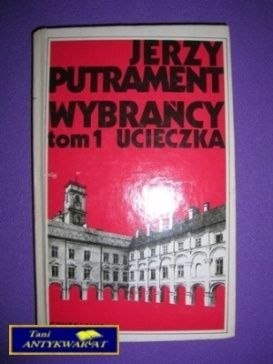 JERZY
PUTRAMENT
WYBRAŃCY
tom 1 UCIECZKA
Tani
ANTYKWARIAT